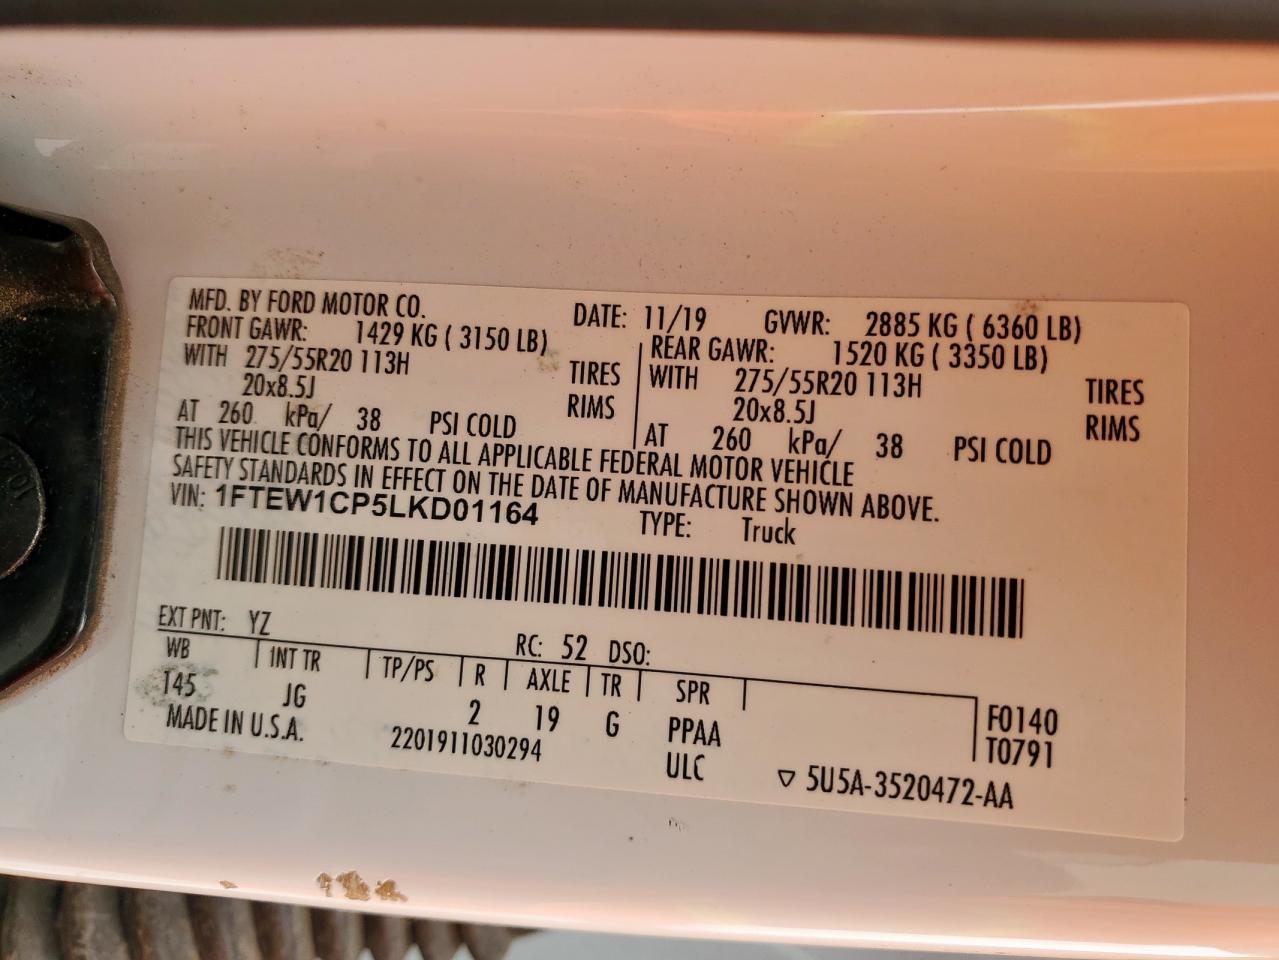 MFD. BY FORD MOTOR CO. DATE: 11/19 GVWR: 2885 KG ( 6360 LB)
FRONT GAWR: 1429 KG ( 3150 LB) REAR GAWR: 1520 KG ( 3350 LB)
WITH 275/55R20 113H TIRES WITH 275/55R20 113H TIRES
20x8.5J RIMS 20x8.5J RIMS
AT 260 kPa/ 38 PSI COLD AT 260 kPa/ 38 PSI COLD
THIS VEHICLE CONFORMS TO ALL APPLICABLE FEDERAL MOTOR VEHICLE
SAFETY STANDARDS IN EFFECT ON THE DATE OF MANUFACTURE SHOWN ABOVE.
VIN: 1FTEW1CP5LKD01164 TYPE: Truck
EXT PNT: YZ RC: 52 DSO:
WB INT TR TP/PS R AXLE TR SPR
145 JG 2 19 G PPAA F0140
MADE IN U.S.A. 2201911030294 ULC T0791
▽ 5U5A-3520472-AA